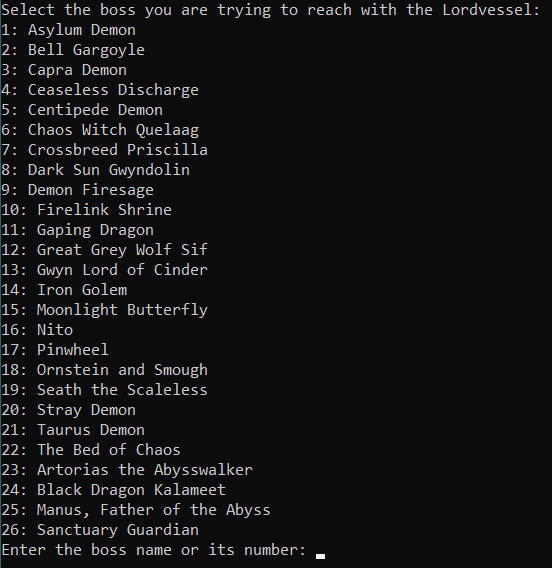 Select the boss you are trying to reach with the Lordvessel:
1: Asylum Demon
2: Bell Gargoyle
3: Capra Demon
4: Ceaseless Discharge
5: Centipede Demon
6: Chaos Witch Quelaag
7: Crossbreed Priscilla
8: Dark Sun Gwyndolin
9: Demon Firesage
10: Firelink Shrine
11: Gaping Dragon
12: Great Grey Wolf Sif
13: Gwyn Lord of Cinder
14: Iron Golem
15: Moonlight Butterfly
16: Nito
17: Pinwheel
18: Ornstein and Smough
19: Seath the Scaleless
20: Stray Demon
21: Taurus Demon
22: The Bed of Chaos
23: Artorias the Abysswalker
24: Black Dragon Kalameet
25: Manus, Father of the Abyss
26: Sanctuary Guardian
Enter the boss name or its number: